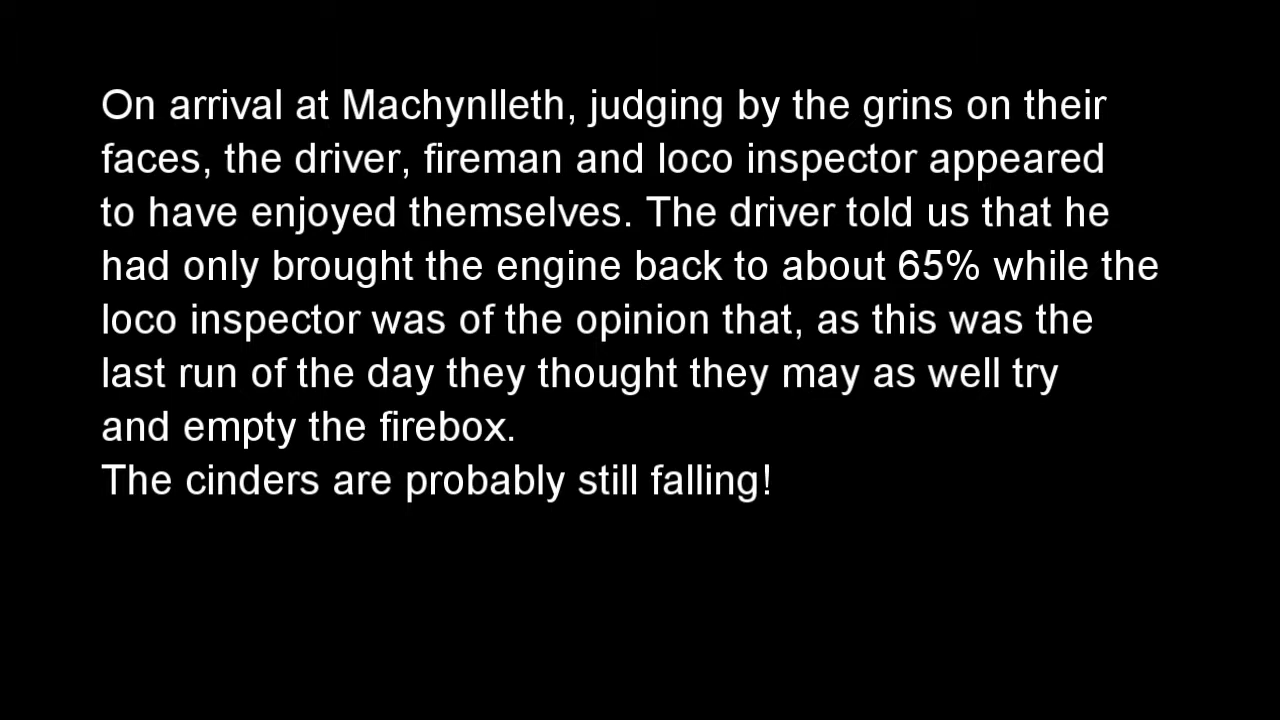 On arrival at Machynlleth, judging by the grins on their
faces, the driver, fireman and loco inspector appeared
to have enjoyed themselves. The driver told us that he
had only brought the engine back to about 65% while the
loco inspector was of the opinion that, as this was the
last run of the day they thought they may as well try
and empty the firebox.
The cinders are probably still falling!